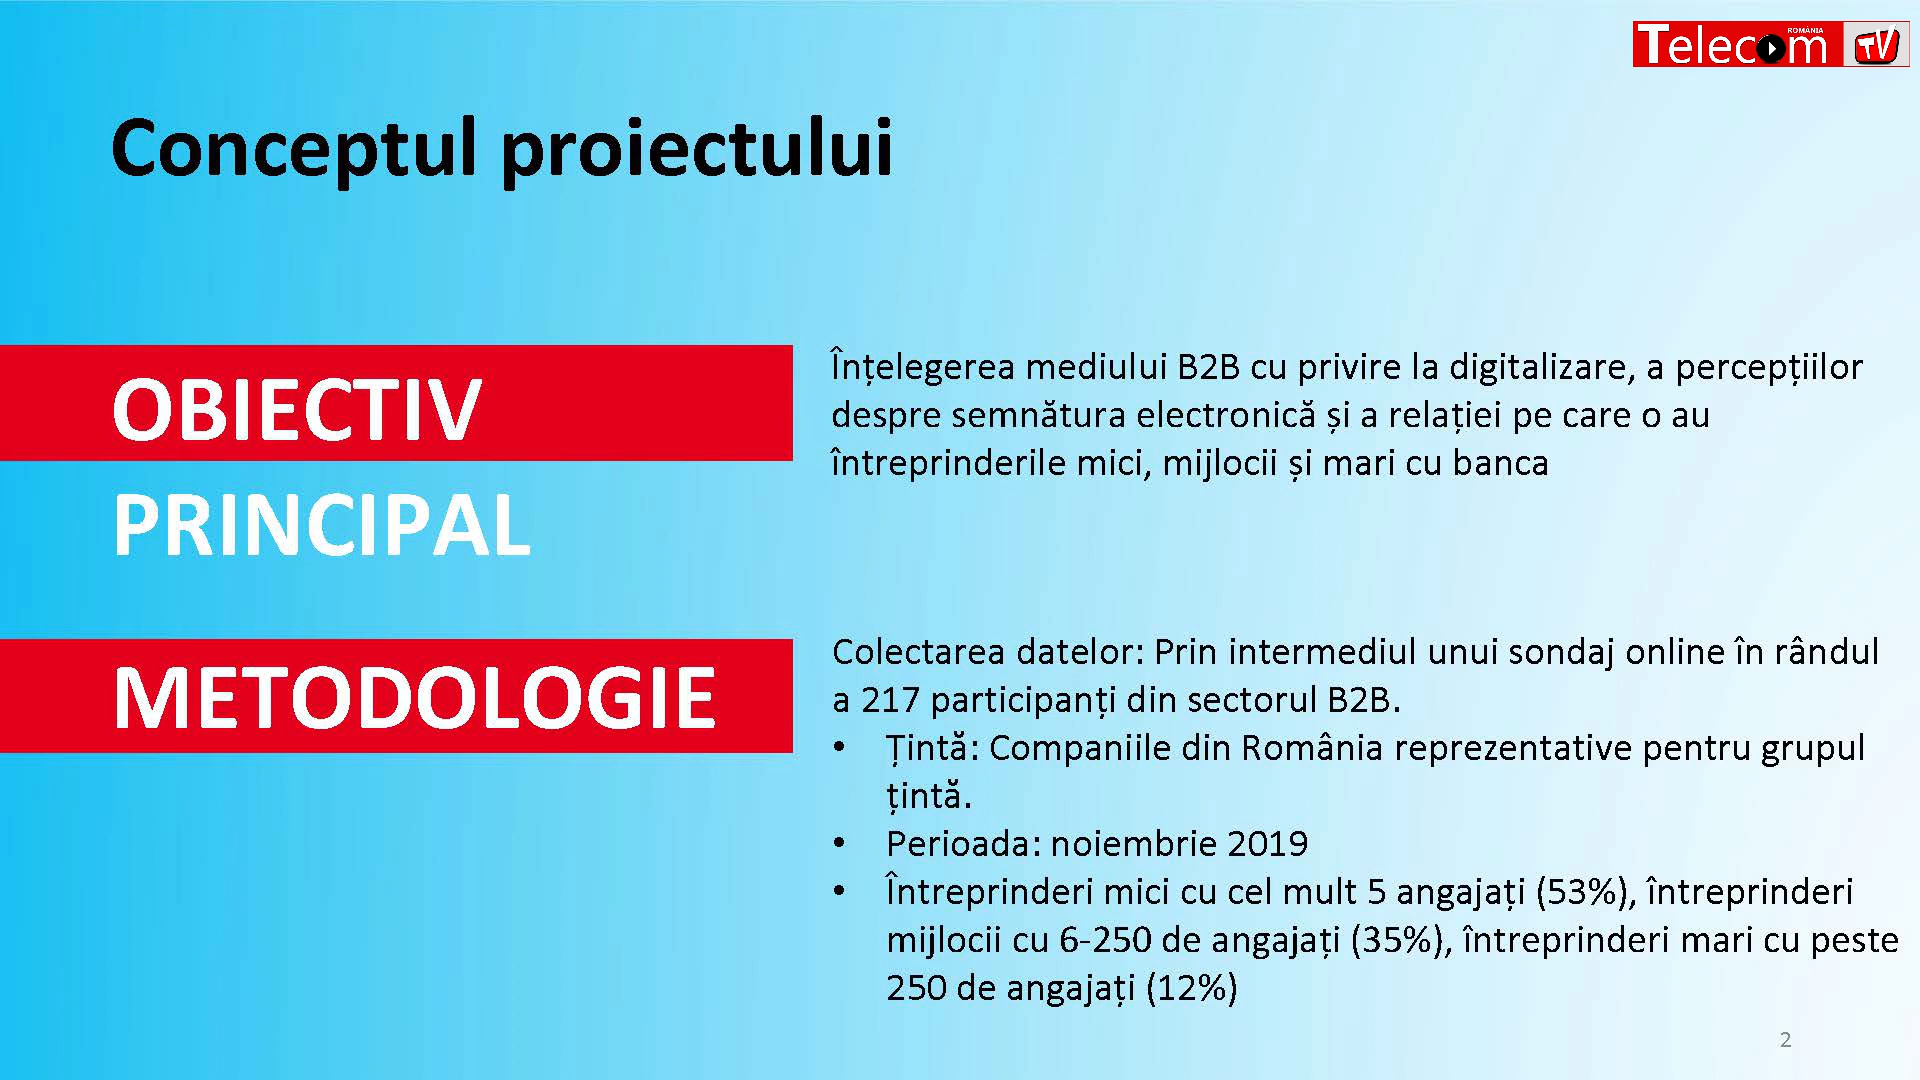 Telecom ROMÂNIA TV
Conceptul proiectului
OBIECTIV
PRINCIPAL
Înțelegerea mediului B2B cu privire la digitalizare, a percepțiilor
despre semnătura electronică și a relației pe care o au
întreprinderile mici, mijlocii și mari cu banca
METODOLOGIE
Colectarea datelor: Prin intermediul unui sondaj online în rândul
a 217 participanți din sectorul B2B.
• Țintă: Companiile din România reprezentative pentru grupul
țintă.
• Perioada: noiembrie 2019
• Întreprinderi mici cu cel mult 5 angajați (53%), întreprinderi
mijlocii cu 6-250 de angajați (35%), întreprinderi mari cu peste
250 de angajați (12%)
2